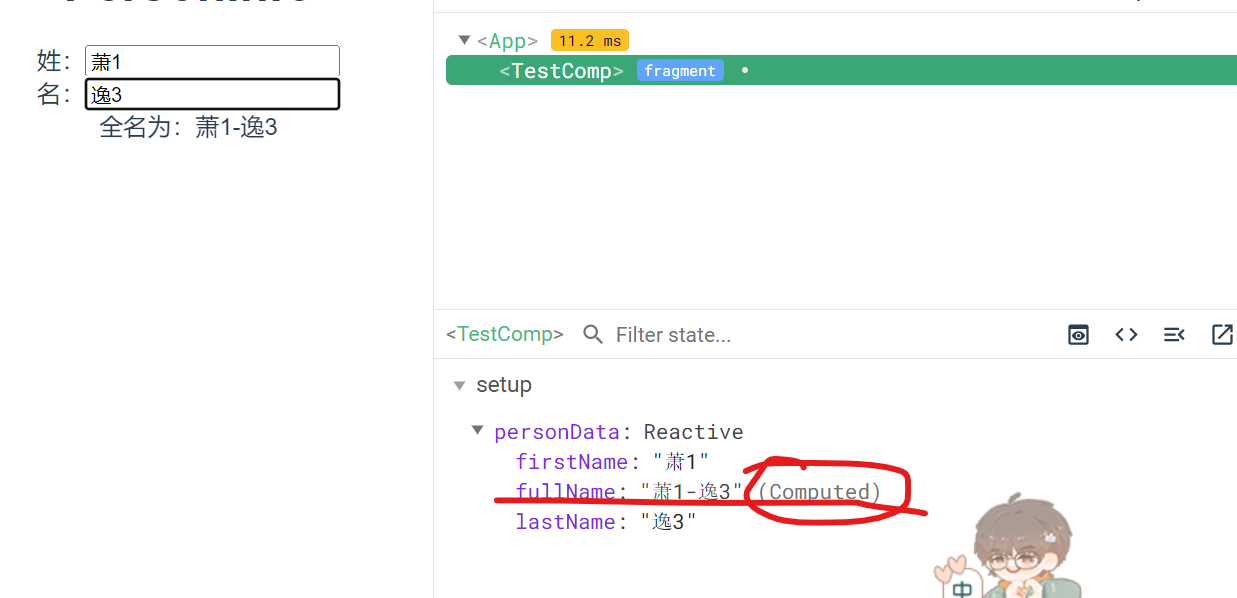 姓：萧1
名：逸3
全名为：萧1-逸3
<App> 11.2 ms
<TestComp> fragment
<TestComp> Filter state...
setup
personData: Reactive
firstName: "萧1"
fullName: "萧1-逸3" (Computed)
lastName: "逸3"
中